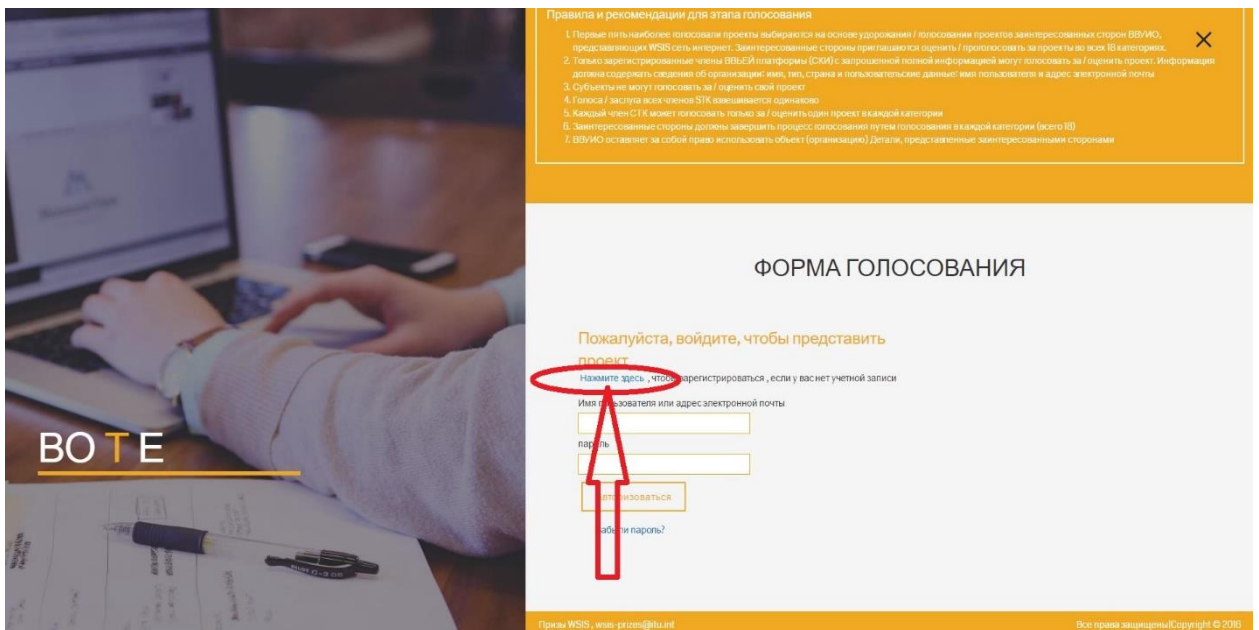 Правила и рекомендации для этапа голосования
1. Первые пять наиболее голосовали проекты выбираются на основе удорожания / голосовании проектов заинтересованных сторон ВВУИО,
представляющих WSIS сеть интернет. Заинтересованные стороны приглашаются оценить / проголосовать за проекты во всех 18 категориях.
2. Только зарегистрированные члены ВВЬЕЙ платформы (СКИ) с запрошенной полной информацией могут голосовать за / оценить проект. Информация
должна содержать сведения об организации: имя, тип, страна и пользовательские данные: имя пользователя и адрес электронной почты
3. Субъекты не могут голосовать за / оценить свой проект
4. Голоса / заслуга всех членов STK взвешивается одинаково
5. Каждый член СТК может голосовать только за / оценить один проект в каждой категории
6. Заинтересованные стороны должны завершить процесс голосования путем голосования в каждой категории (всего 18)
7. ВВУИО оставляет за собой право использовать объект (организацию) Детали, представленные заинтересованными сторонами
ФОРМА ГОЛОСОВАНИЯ
Пожалуйста, войдите, чтобы представить
проект
Нажмите здесь , чтобы зарегистрироваться , если у вас нет учетной записи
Имя пользователя или адрес электронной почты
пароль
Авторизоваться
Забыли пароль?
ВО Т Е
Призы WSIS , wsis-prizes@itu.int
Все права защищены|Copyright © 2016